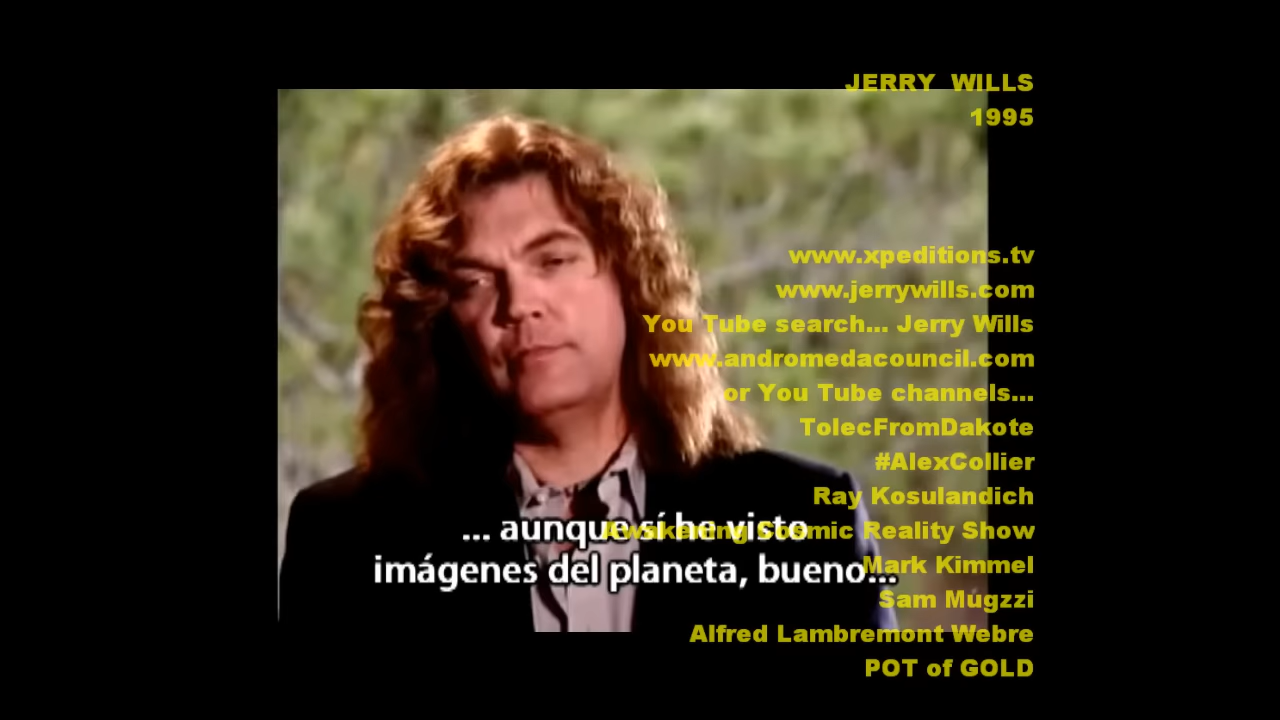 JERRY WILLS
1995
www.xpeditions.tv
www.jerrywills.com
You Tube search... Jerry Wills
www.andromedacouncil.com
or You Tube channels...
TolecFromDakote
#AlexCollier
Ray Kosulandich
... aunque sí he visto
Awakening Cosmic Reality Show
imágenes del planeta, bueno...
Mark Kimmel
Sam Mugzzi
Alfred Lambremont Webre
POT of GOLD